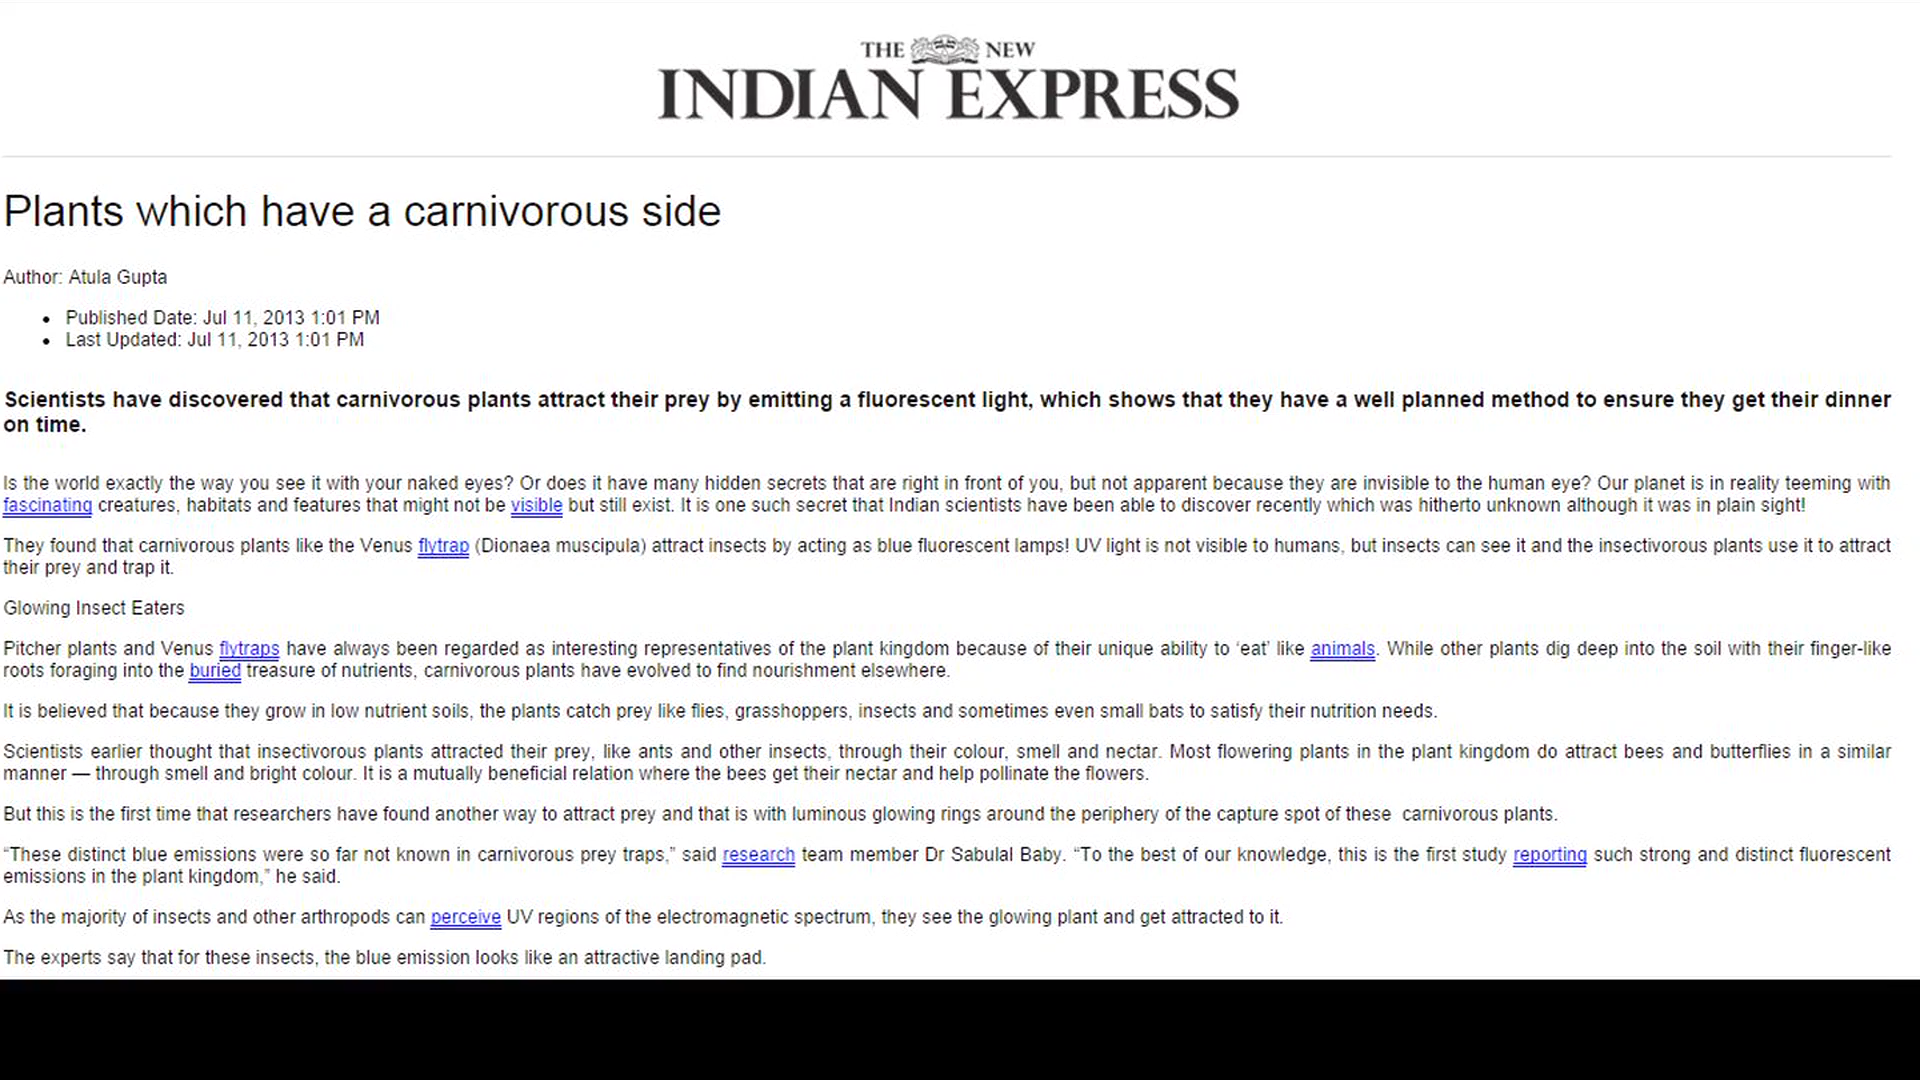 THE NEW
INDIAN EXPRESS
Plants which have a carnivorous side
Author: Atula Gupta
• Published Date: Jul 11, 2013 1:01 PM
• Last Updated: Jul 11, 2013 1:01 PM
Scientists have discovered that carnivorous plants attract their prey by emitting a fluorescent light, which shows that they have a well planned method to ensure they get their dinner
on time.
Is the world exactly the way you see it with your naked eyes? Or does it have many hidden secrets that are right in front of you, but not apparent because they are invisible to the human eye? Our planet is in reality teeming with
fascinating creatures, habitats and features that might not be visible but still exist. It is one such secret that Indian scientists have been able to discover recently which was hitherto unknown although it was in plain sight!
They found that carnivorous plants like the Venus flytrap (Dionaea muscipula) attract insects by acting as blue fluorescent lamps! UV light is not visible to humans, but insects can see it and the insectivorous plants use it to attract
their prey and trap it.
Glowing Insect Eaters
Pitcher plants and Venus flytraps have always been regarded as interesting representatives of the plant kingdom because of their unique ability to ‘eat’ like animals. While other plants dig deep into the soil with their finger-like
roots foraging into the buried treasure of nutrients, carnivorous plants have evolved to find nourishment elsewhere.
It is believed that because they grow in low nutrient soils, the plants catch prey like flies, grasshoppers, insects and sometimes even small bats to satisfy their nutrition needs.
Scientists earlier thought that insectivorous plants attracted their prey, like ants and other insects, through their colour, smell and nectar. Most flowering plants in the plant kingdom do attract bees and butterflies in a similar
manner — through smell and bright colour. It is a mutually beneficial relation where the bees get their nectar and help pollinate the flowers.
But this is the first time that researchers have found another way to attract prey and that is with luminous glowing rings around the periphery of the capture spot of these carnivorous plants.
“These distinct blue emissions were so far not known in carnivorous prey traps,” said research team member Dr Sabulal Baby. “To the best of our knowledge, this is the first study reporting such strong and distinct fluorescent
emissions in the plant kingdom,” he said.
As the majority of insects and other arthropods can perceive UV regions of the electromagnetic spectrum, they see the glowing plant and get attracted to it.
The experts say that for these insects, the blue emission looks like an attractive landing pad.